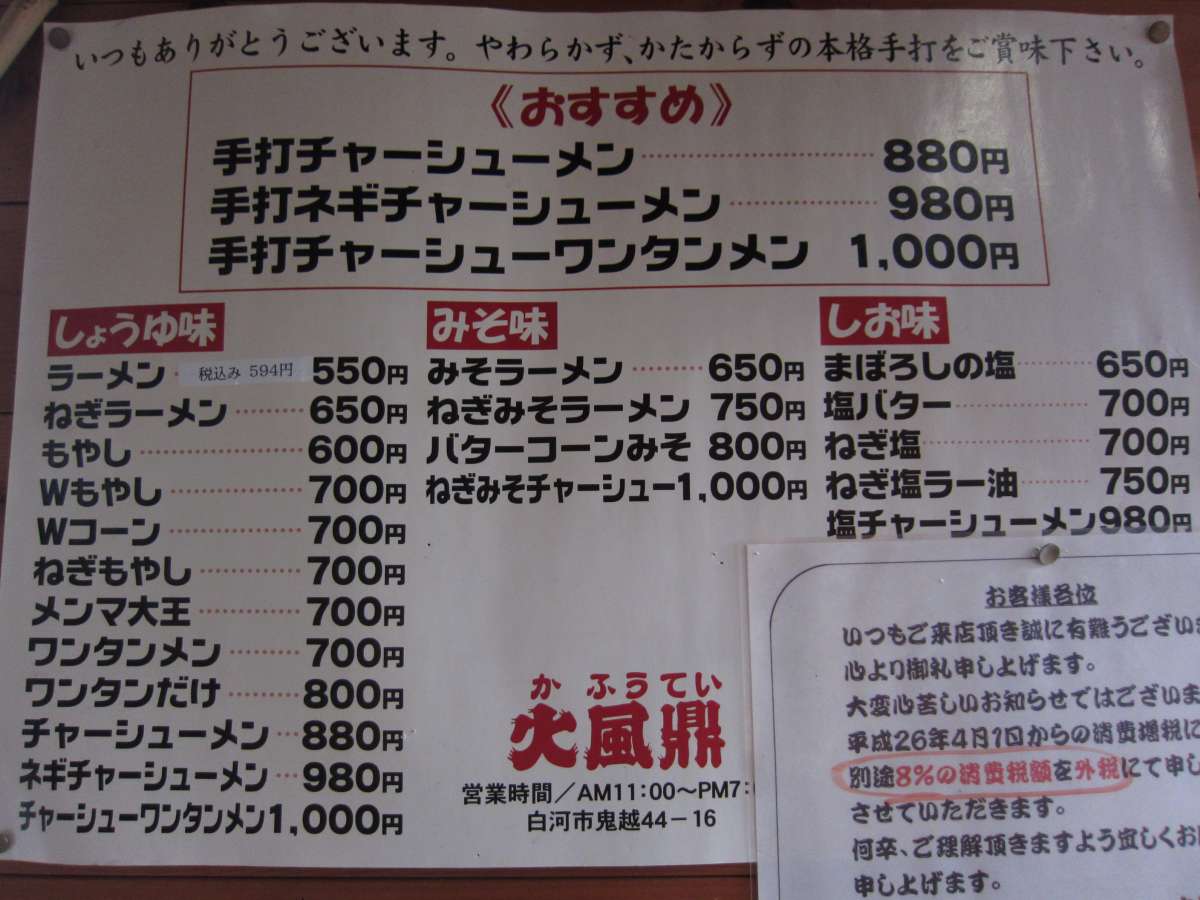 いつもありがとうございます。やわらかず、かたからずの本格手打をご賞味下さい。
《おすすめ》
手打チャーシューメン 880円
手打ネギチャーシューメン 980円
手打チャーシューワンタンメン 1,000円
しょうゆ味
ラーメン 税込み 594円 550円
ねぎラーメン 650円
もやし 600円
Wもやし 700円
Wコーン 700円
ねぎもやし 700円
メンマ大王 700円
ワンタンメン 700円
ワンタンだけ 800円
チャーシューメン 880円
ネギチャーシューメン 980円
チャーシューワンタンメン 1,000円
みそ味
みそラーメン 650円
ねぎみそラーメン 750円
バターコーンみそ 800円
ねぎみそチャーシュー 1,000円
しお味
まぼろしの塩 650円
塩バター 700円
ねぎ塩 700円
ねぎ塩ラー油 750円
塩チャーシューメン 980円
かふうてい
火風鼎
営業時間/AM11:00〜PM7:
白河市鬼越44-16
お客様各位
いつもご来店頂き誠に有難うござい
心より御礼申し上げます。
大変心苦しいお知らせではございま
平成26年4月1日からの消費増税に
別途8%の消費税額を外税にて申し
させていただきます。
何卒、ご理解頂きますよう宜しくお
申し上げます。